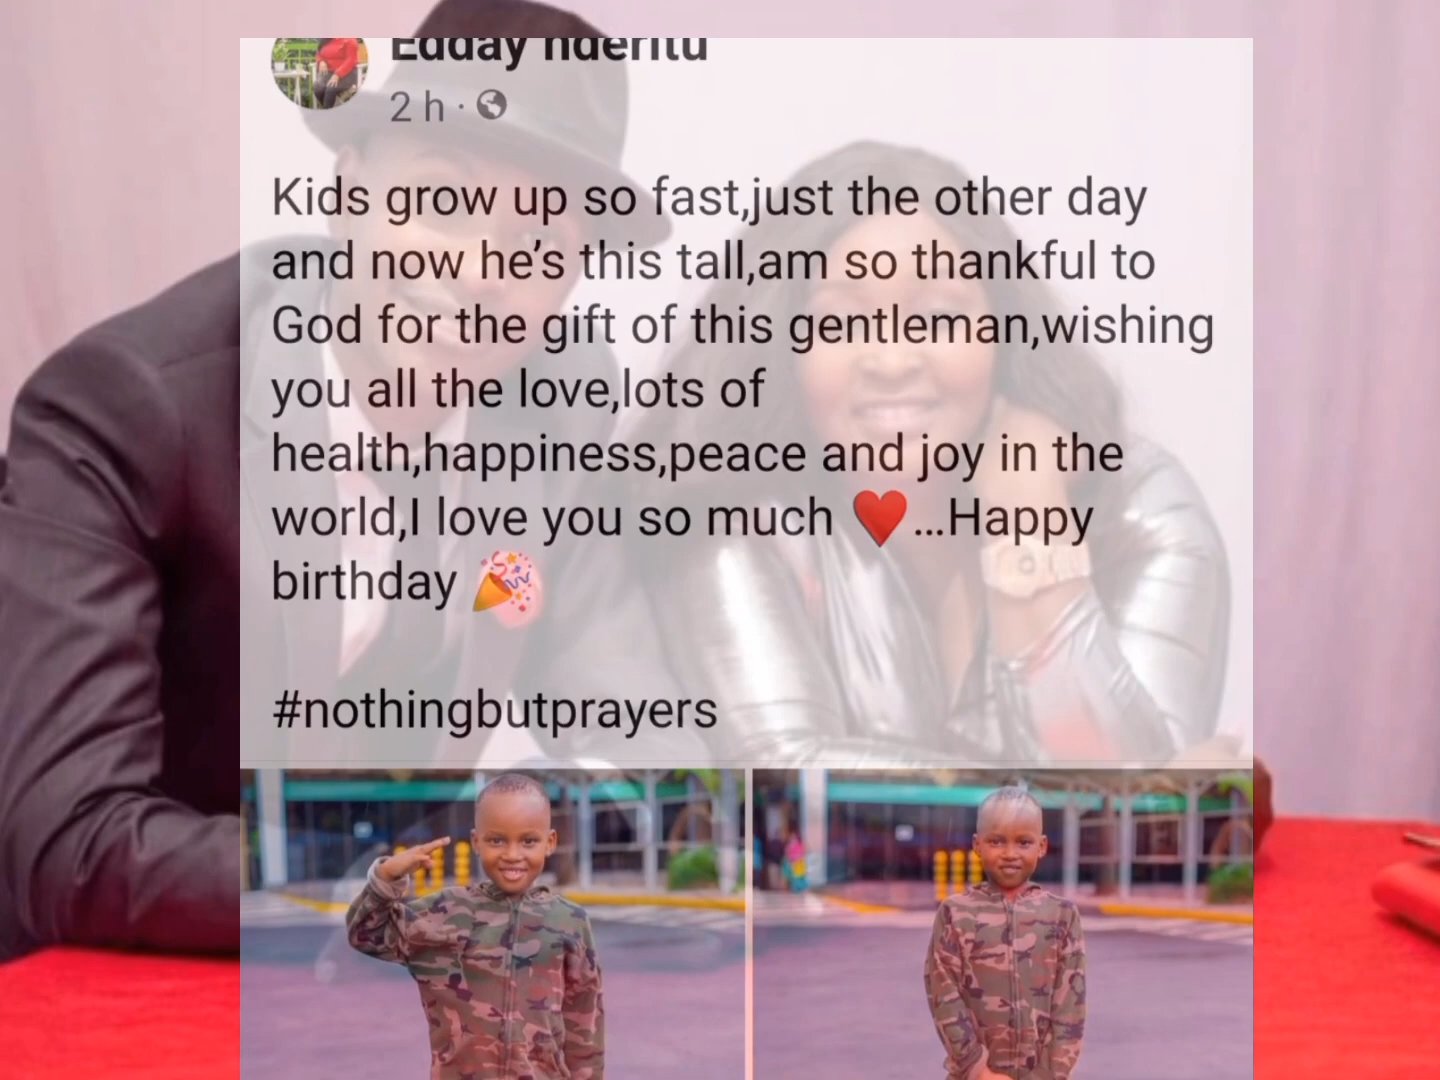 Edday nderitu
2 h ·
Kids grow up so fast,just the other day
and now he’s this tall,am so thankful to
God for the gift of this gentleman,wishing
you all the love,lots of
health,happiness,peace and joy in the
world,I love you so much ♥️...Happy
birthday 🎉
#nothingbutprayers